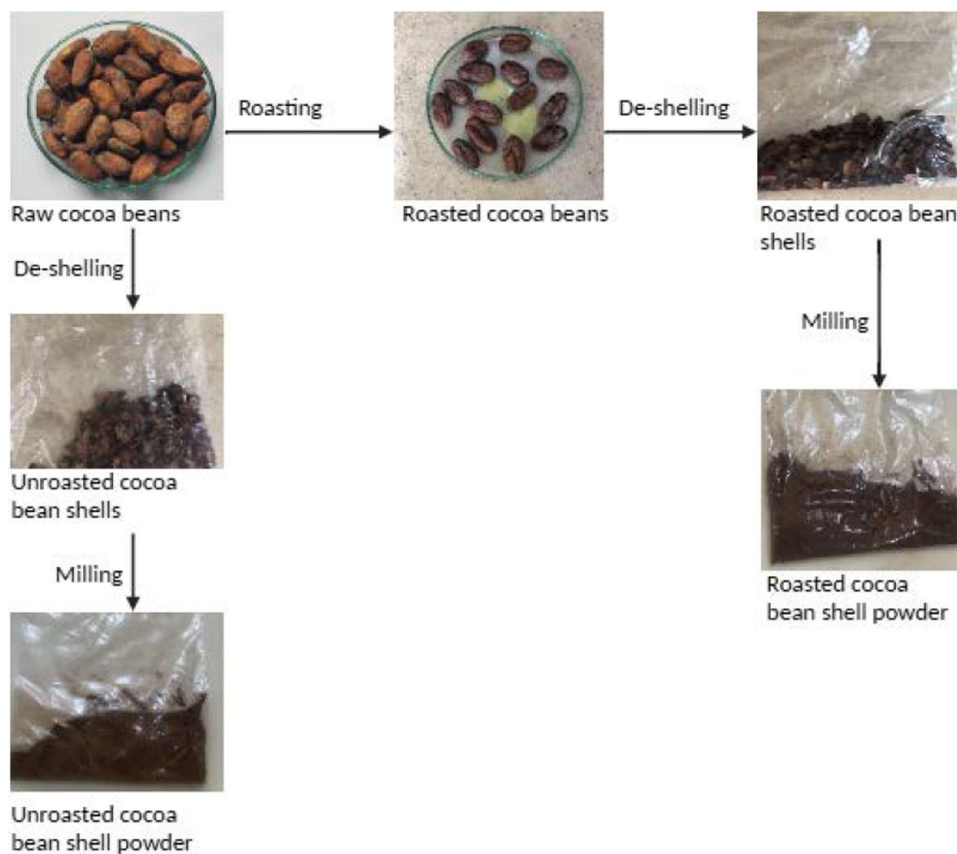 Roasting
De-shelling
Raw cocoa beans
Roasted cocoa beans
Roasted cocoa bean
shells
De-shelling
Milling
Unroasted cocoa
bean shells
Milling
Roasted cocoa
bean shell powder
Unroasted cocoa
bean shell powder